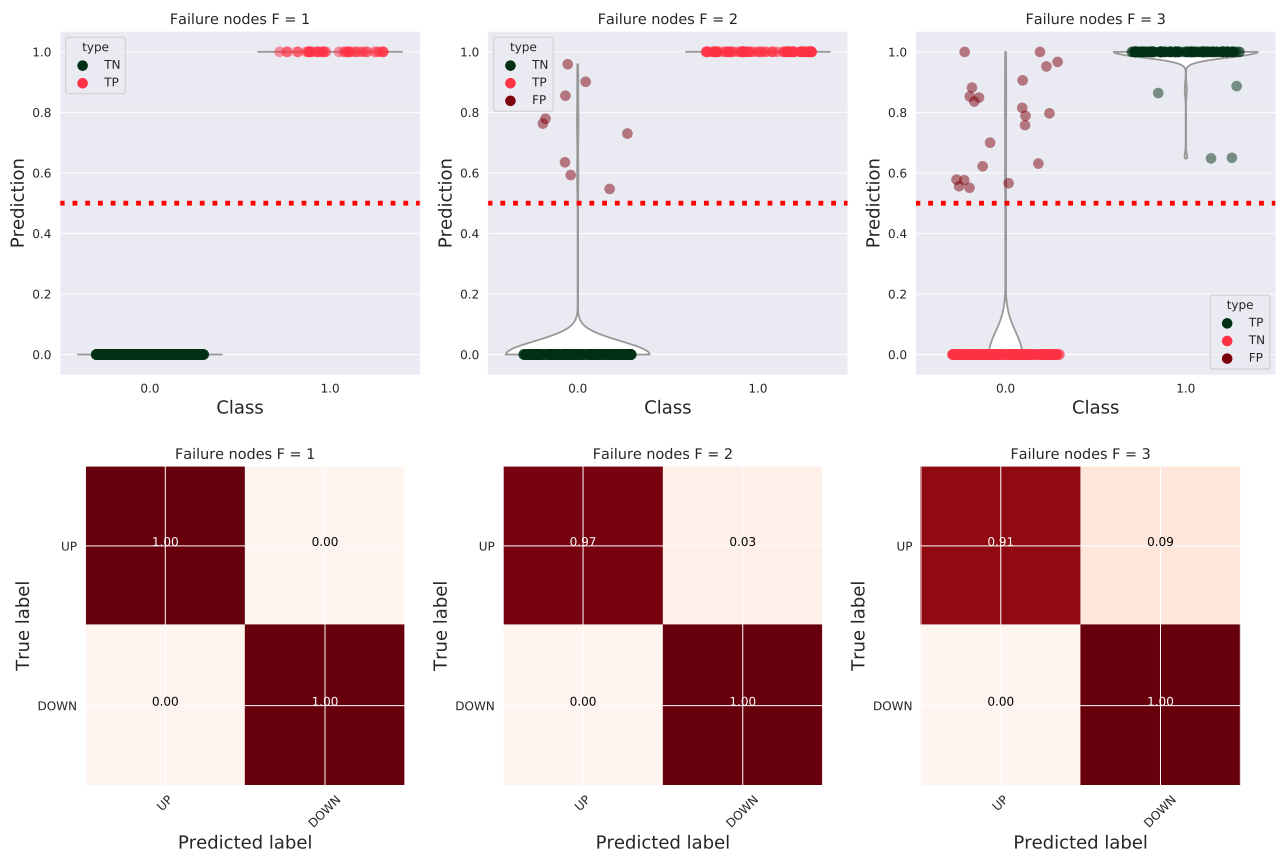 Failure nodes F = 1
Prediction
1.0
0.8
0.6
0.4
0.2
0.0
type
TN
TP
0.0
1.0
Class
Failure nodes F = 2
Prediction
1.0
0.8
0.6
0.4
0.2
0.0
type
TN
TP
FP
0.0
1.0
Class
Failure nodes F = 3
Prediction
1.0
0.8
0.6
0.4
0.2
0.0
type
TP
TN
FP
0.0
1.0
Class
Failure nodes F = 1
True label
UP
1.00
0.00
DOWN
0.00
1.00
UP
DOWN
Predicted label
Failure nodes F = 2
True label
UP
0.97
0.03
DOWN
0.00
1.00
UP
DOWN
Predicted label
Failure nodes F = 3
True label
UP
0.91
0.09
DOWN
0.00
1.00
UP
DOWN
Predicted label